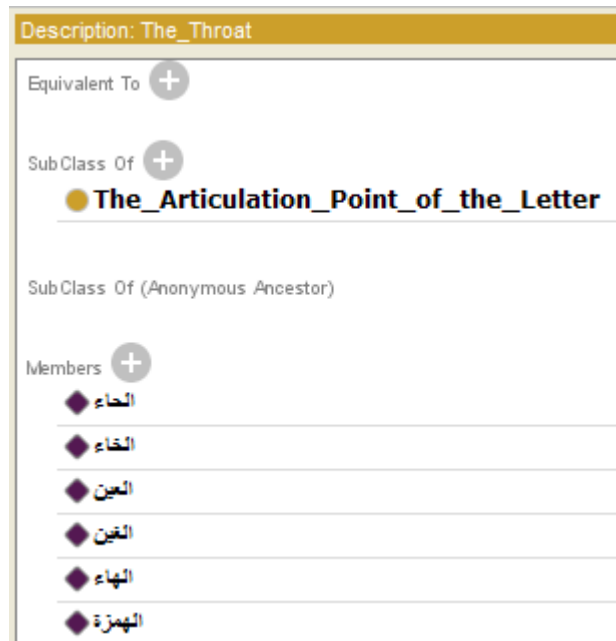 Description: The_Throat
Equivalent To
SubClass Of
The_Articulation_Point_of_the_Letter
SubClass Of (Anonymous Ancestor)
Members
الحاء
الخاء
العين
الغين
الهاء
الهمزة